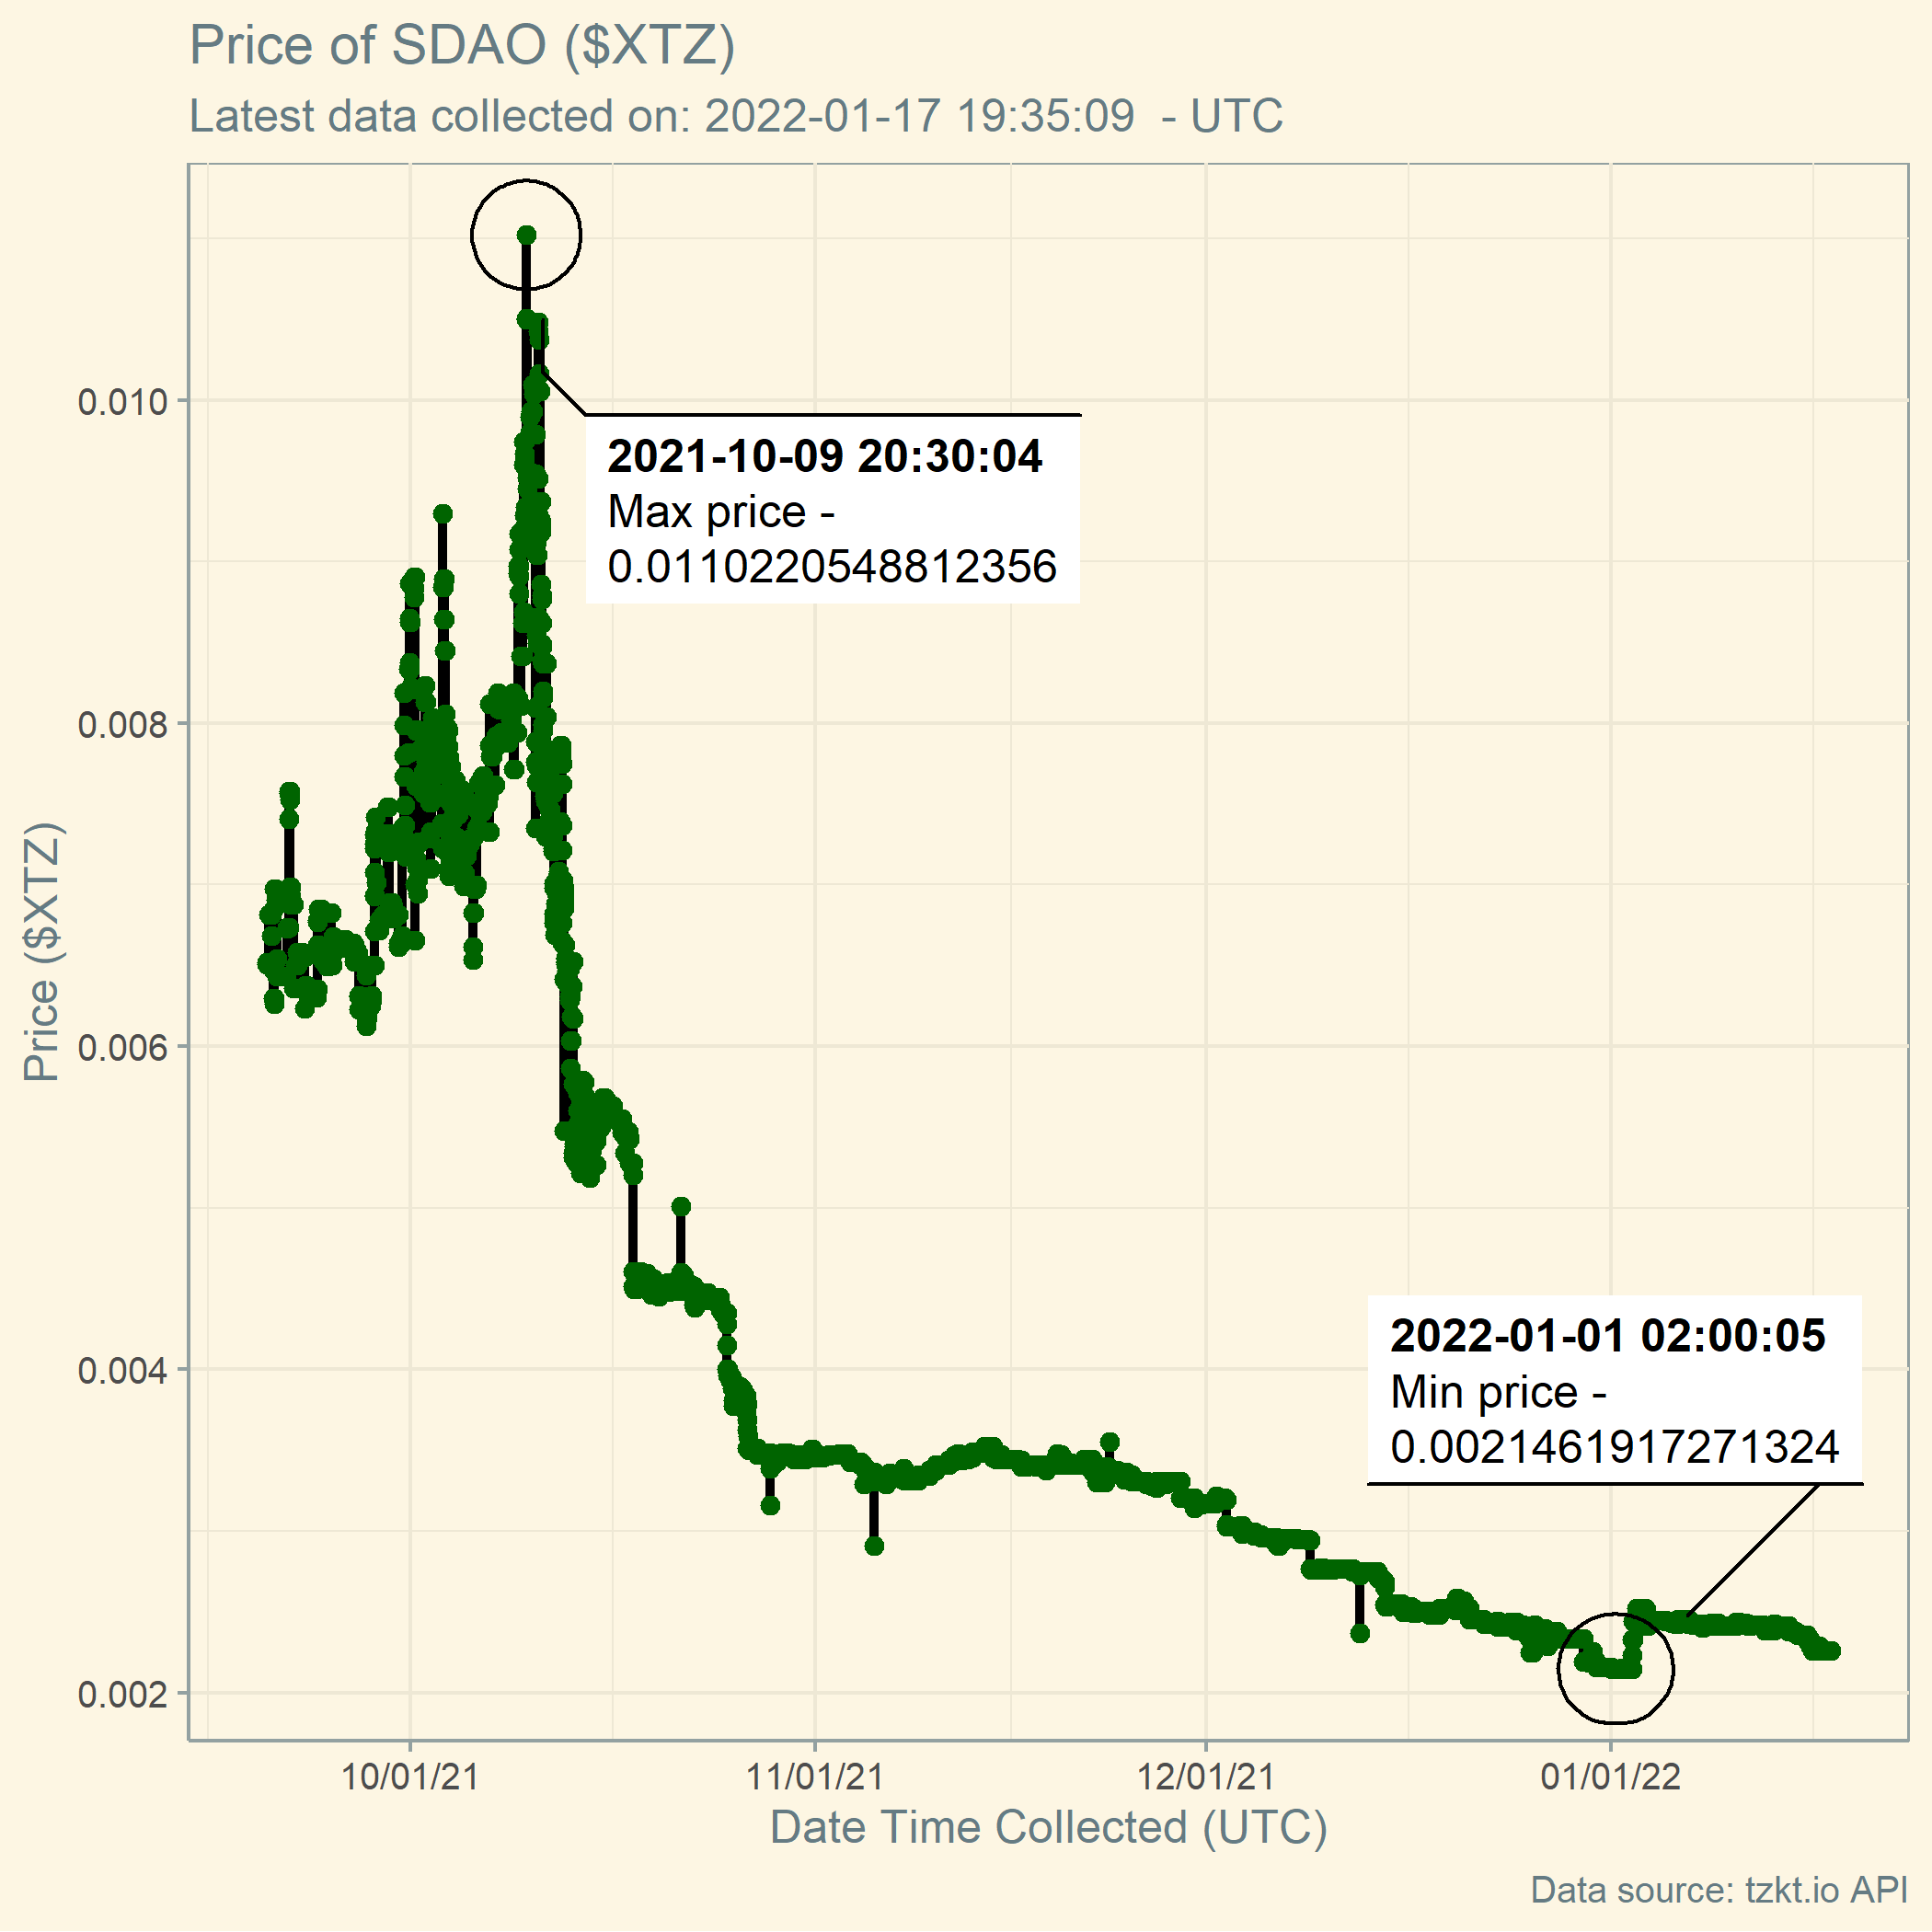 Price of SDAO ($XTZ)
Latest data collected on: 2022-01-17 19:35:09  - UTC
2021-10-09 20:30:04
Max price -
0.0110220548812356
0.010
0.008
0.006
0.004
0.002
Price ($XTZ)
2022-01-01 02:00:05
Min price -
0.0021461917271324
10/01/21
11/01/21
12/01/21
01/01/22
Date Time Collected (UTC)
Data source: tzkt.io API